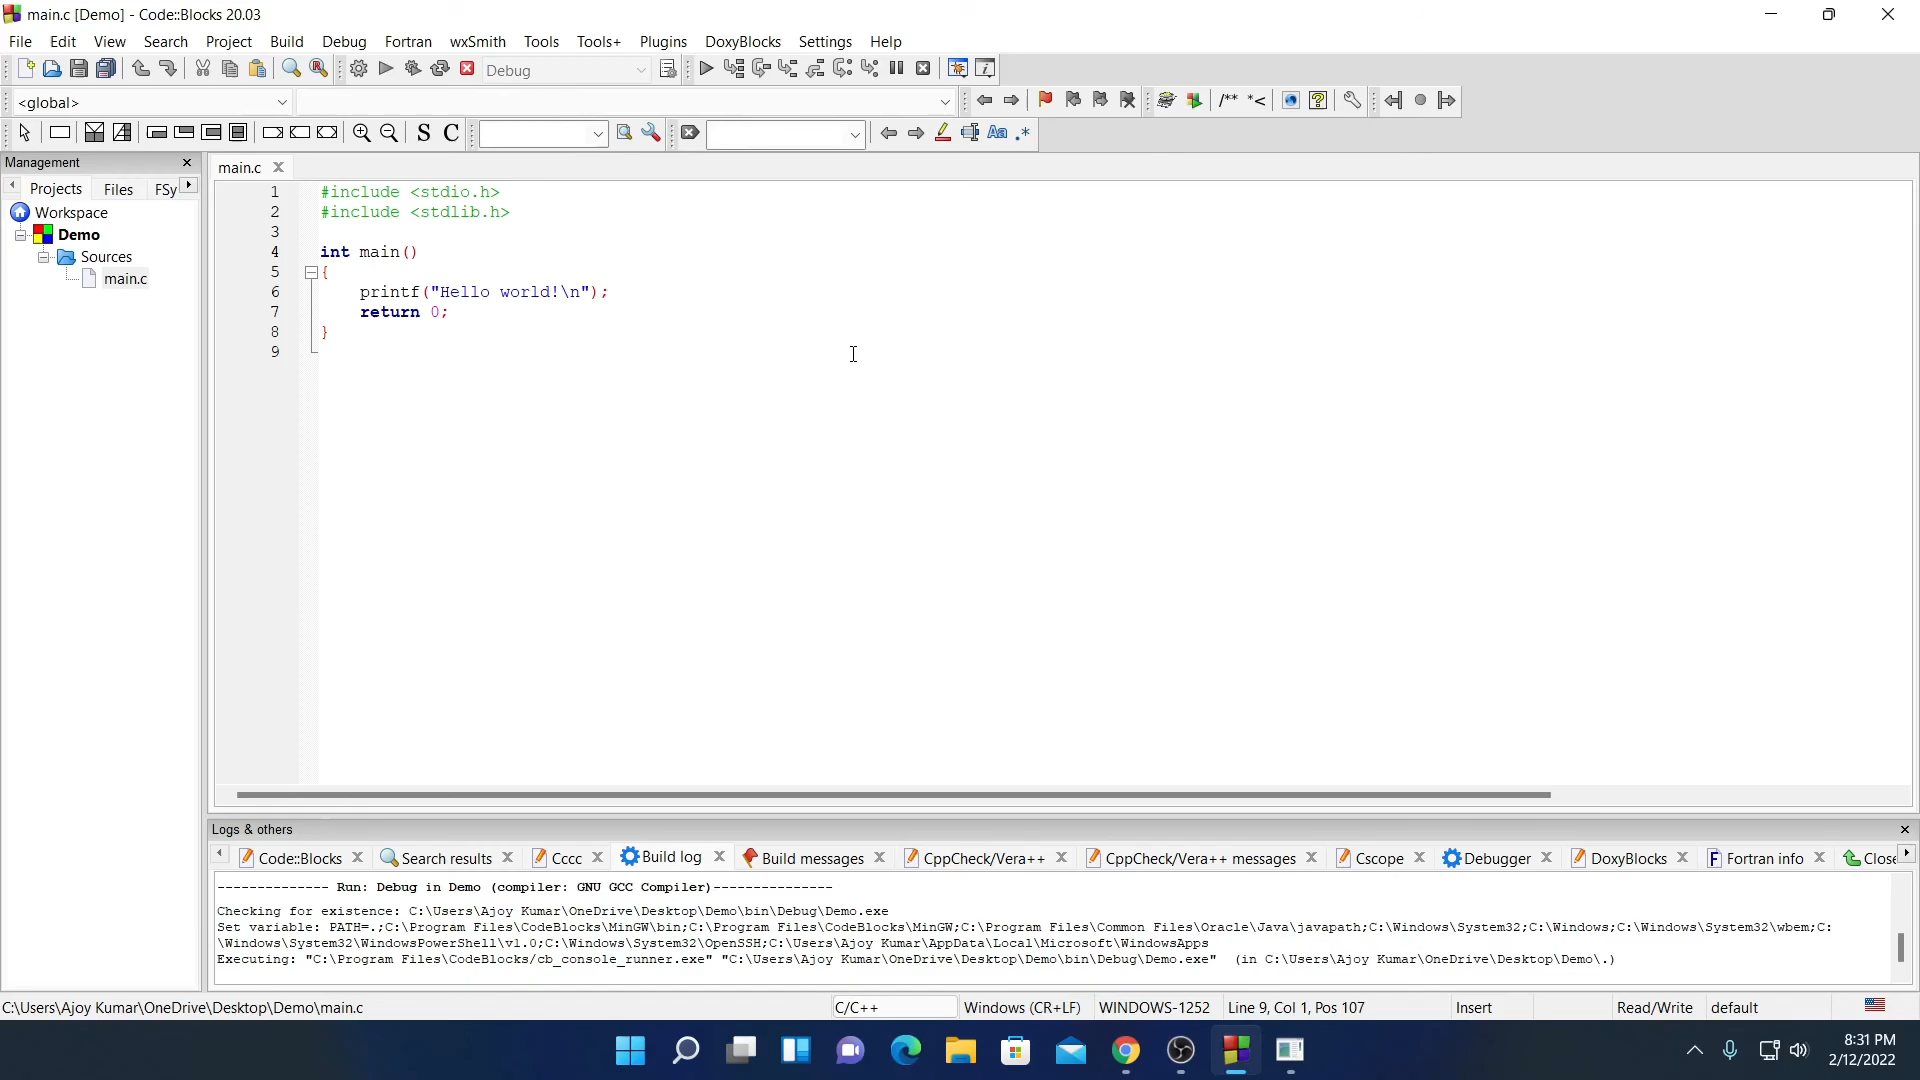 main.c [Demo] - Code::Blocks 20.03
File Edit View Search Project Build Debug Fortran wxSmith Tools Tools+ Plugins DoxyBlocks Settings Help
Debug
<global>
/** *<
S C
Aa .*
Management
Projects Files FSy
Workspace
Demo
Sources
main.c
main.c
1 #include <stdio.h>
2 #include <stdlib.h>
3
4 int main()
5 {
6 printf("Hello world!\n");
7 return 0;
8 }
9
Logs & others
Code::Blocks Search results Cccc Build log Build messages CppCheck/Vera++ CppCheck/Vera++ messages Cscope Debugger DoxyBlocks Fortran info Close
-------------- Run: Debug in Demo (compiler: GNU GCC Compiler)---------------
Checking for existence: C:\Users\Ajoy Kumar\OneDrive\Desktop\Demo\bin\Debug\Demo.exe
Set variable: PATH=.;C:\Program Files\CodeBlocks\MinGW\bin;C:\Program Files\CodeBlocks\MinGW;C:\Program Files\Common Files\Oracle\Java\javapath;C:\Windows\System32;C:\Windows;C:\Windows\System32\wbem;C:
\Windows\System32\WindowsPowerShell\v1.0;C:\Windows\System32\OpenSSH;C:\Users\Ajoy Kumar\AppData\Local\Microsoft\WindowsApps
Executing: "C:\Program Files\CodeBlocks/cb_console_runner.exe" "C:\Users\Ajoy Kumar\OneDrive\Desktop\Demo\bin\Debug\Demo.exe" (in C:\Users\Ajoy Kumar\OneDrive\Desktop\Demo\.)
C:\Users\Ajoy Kumar\OneDrive\Desktop\Demo\main.c C/C++ Windows (CR+LF) WINDOWS-1252 Line 9, Col 1, Pos 107 Insert Read/Write default
8:31 PM
2/12/2022